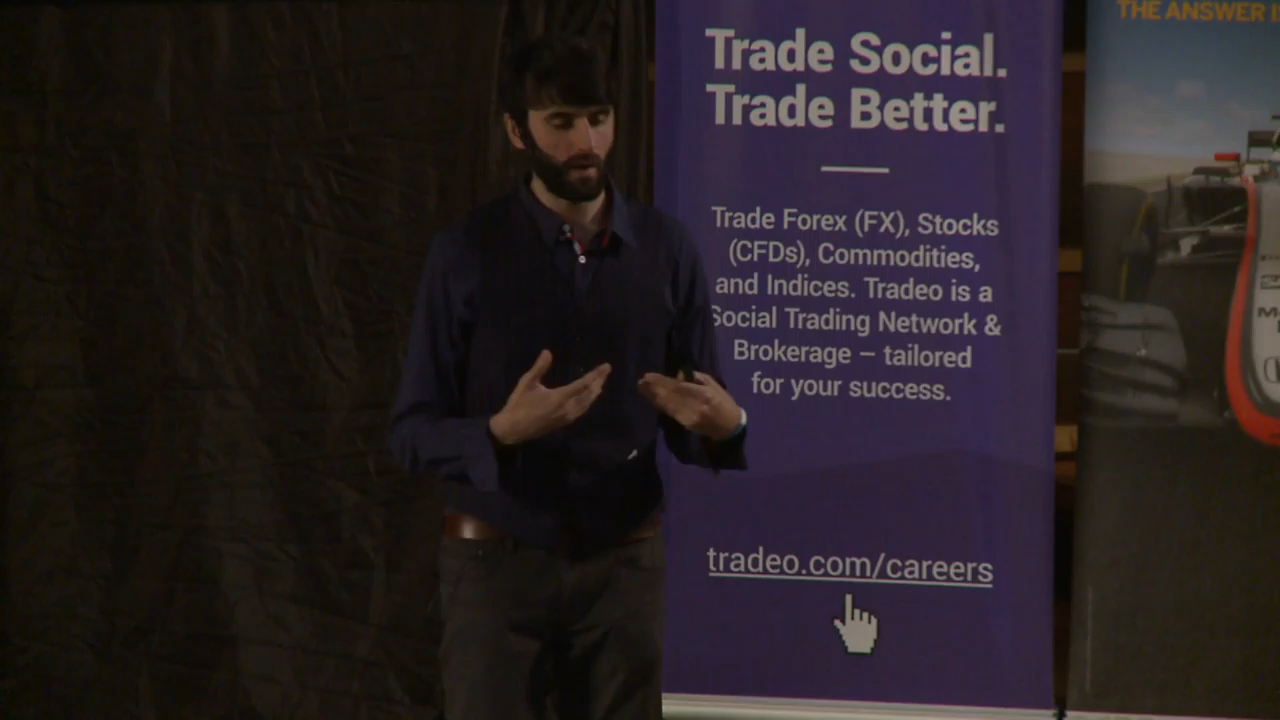 Trade Social.
Trade Better.
Trade Forex (FX), Stocks
(CFDs), Commodities,
and Indices. Tradeo is a
Social Trading Network &
Brokerage – tailored
for your success.
tradeo.com/careers
THE ANSWER